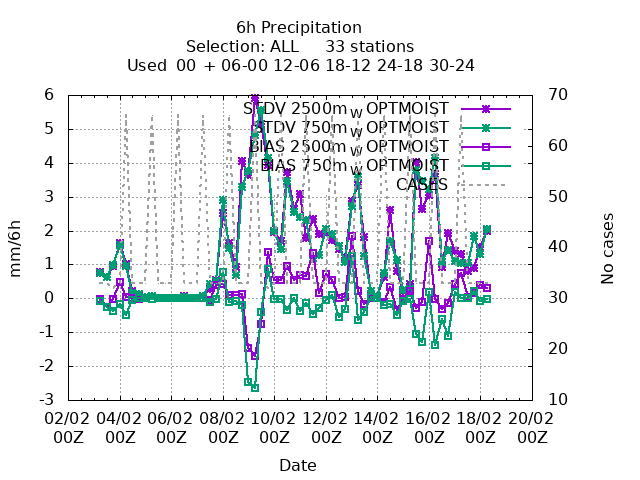 6h Precipitation
Selection: ALL 33 stations
Used 00 + 06-00 12-06 18-12 24-18 30-24
STDV 2500m_W OPTMOIST
STDV 750m_W OPTMOIST
BIAS 2500m_W OPTMOIST
BIAS 750m_W OPTMOIST
CASES
6
5
4
3
2
1
0
-1
-2
-3
mm/6h
70
60
50
40
30
20
10
No cases
02/02 04/02 06/02 08/02 10/02 12/02 14/02 16/02 18/02 20/02
00Z 00Z 00Z 00Z 00Z 00Z 00Z 00Z 00Z 00Z
Date